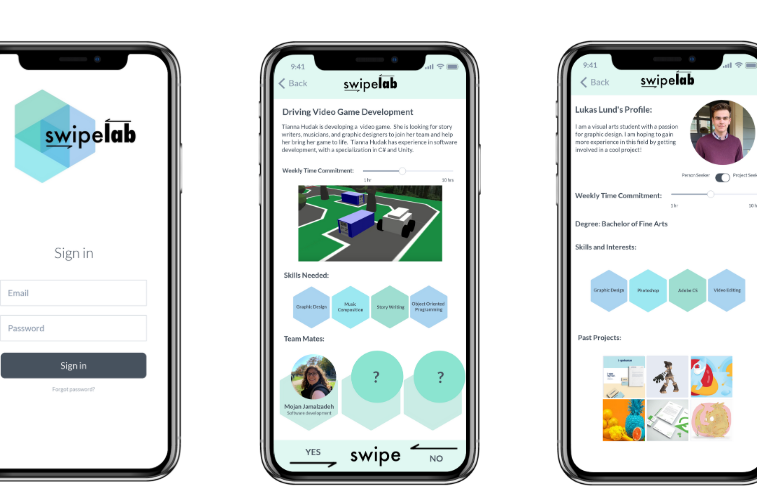 swipelab
Sign in
Email
Password
Sign in
Forgot password?
9:41
Back
swipelab
Driving Video Game Development
Tianna Hudak is developing a video game. She is looking for story
writers, musicians, and graphic designers to join her team and help
her bring her game to life. Tianna Hudak has experience in software
development, with a specialization in C# and Unity.
Weekly Time Commitment:
1 hr
10 hrs
Skills Needed:
Graphic Design
Music
Composition
Story Writing
Object Oriented
Programming
Team Mates:
?
?
Mojan Jamalzadeh
Software development
YES
swipe
NO
9:41
Back
swipelab
Lukas Lund's Profile:
I am a visual arts student with a passion
for graphic design. I am hoping to gain
more experience in this field by getting
involved in a cool project!
Person Seeker
Project Seek
Weekly Time Commitment:
1 hr
10 h
Degree: Bachelor of Fine Arts
Skills and Interests:
Graphic Design
Photoshop
Adobe CS
Video Editing
Past Projects: